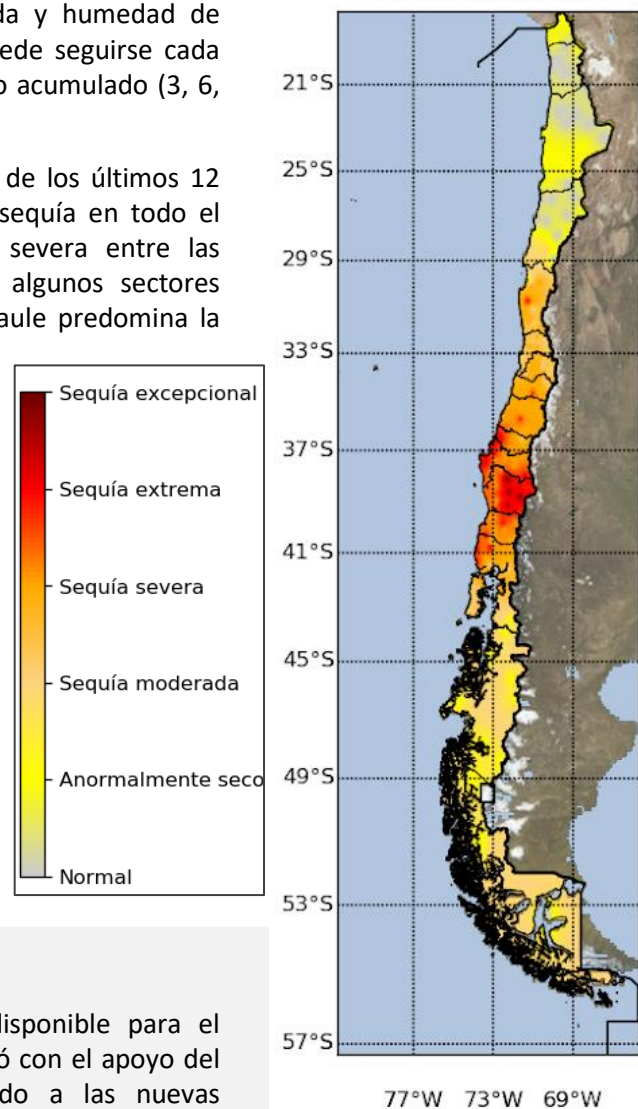 da y humedad de
ede seguirse cada
o acumulado (3, 6,
de los últimos 12
sequía en todo el
severa entre las
algunos sectores
aule predomina la
Sequía excepcional
Sequía extrema
Sequía severa
Sequía moderada
Anormalmente seco
Normal
disponible para el
ó con el apoyo del
do a las nuevas
21°S
25°S
29°S
33°S
37°S
41°S
45°S
49°S
53°S
57°S
77°W 73°W 69°W